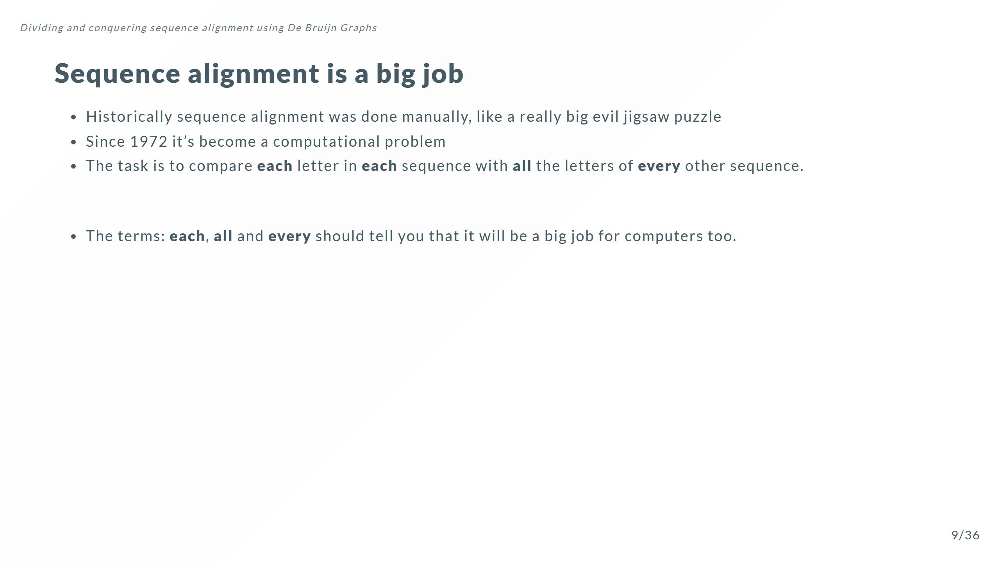 Dividing and conquering sequence alignment using De Bruijn Graphs
Sequence alignment is a big job
• Historically sequence alignment was done manually, like a really big evil jigsaw puzzle
• Since 1972 it’s become a computational problem
• The task is to compare each letter in each sequence with all the letters of every other sequence.
• The terms: each, all and every should tell you that it will be a big job for computers too.
9/36